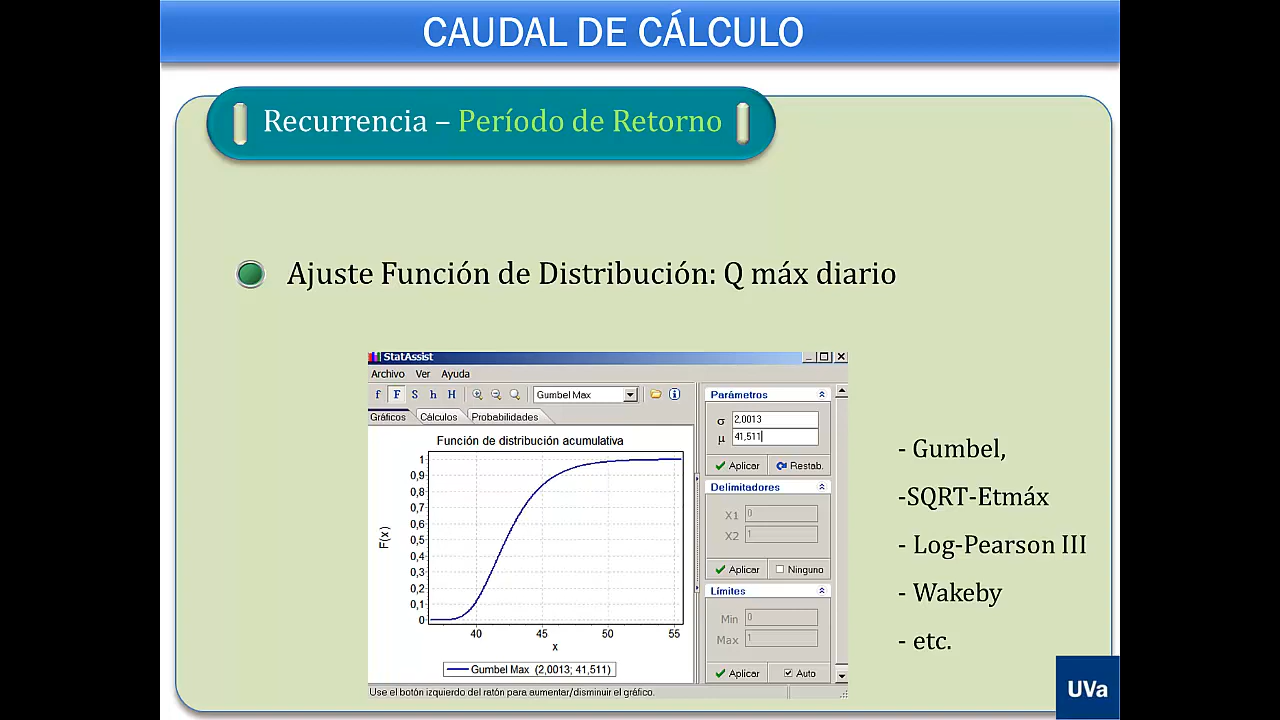 CAUDAL DE CÁLCULO
Recurrencia – Período de Retorno
Ajuste Función de Distribución: Q máx diario
StatAssist
Archivo Ver Ayuda
f F S h H Gumbel Max
Gráficos Cálculos Probabilidades
Función de distribución acumulativa
1
0,9
0,8
0,7
0,6
0,5
0,4
0,3
0,2
0,1
0
F(x)
40 45 50 55
x
Gumbel Max (2,0013; 41,511)
Use el botón izquierdo del ratón para aumentar/disminuir el gráfico.
Parámetros
σ 2,0013
μ 41,511
Aplicar Restab.
Delimitadores
X1 0
X2 1
Aplicar Ninguno
Límites
Min 0
Max 1
Aplicar Auto
- Gumbel,
-SQRT-Etmáx
- Log-Pearson III
- Wakeby
- etc.
UVa